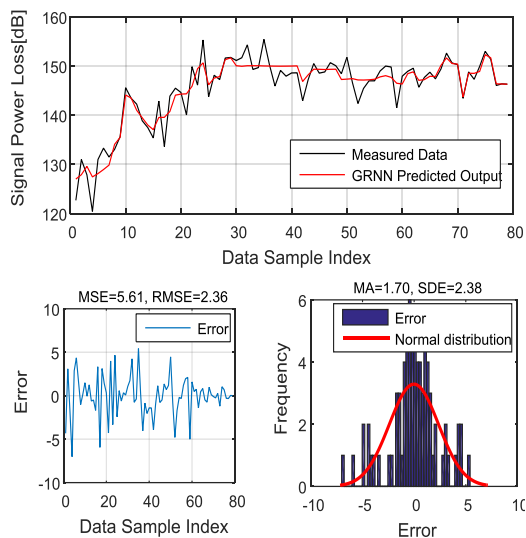 160
150
140
130
120
Signal Power Loss[dB]
Measured Data
GRNN Predicted Output
0 10 20 30 40 50 60 70 80
Data Sample Index
MSE=5.61, RMSE=2.36
10
5
0
-5
-10
Error
Error
0 20 40 60 80
Data Sample Index
MA=1.70, SDE=2.38
6
4
2
0
Frequency
Error
Normal distribution
-10 -5 0 5 10
Error